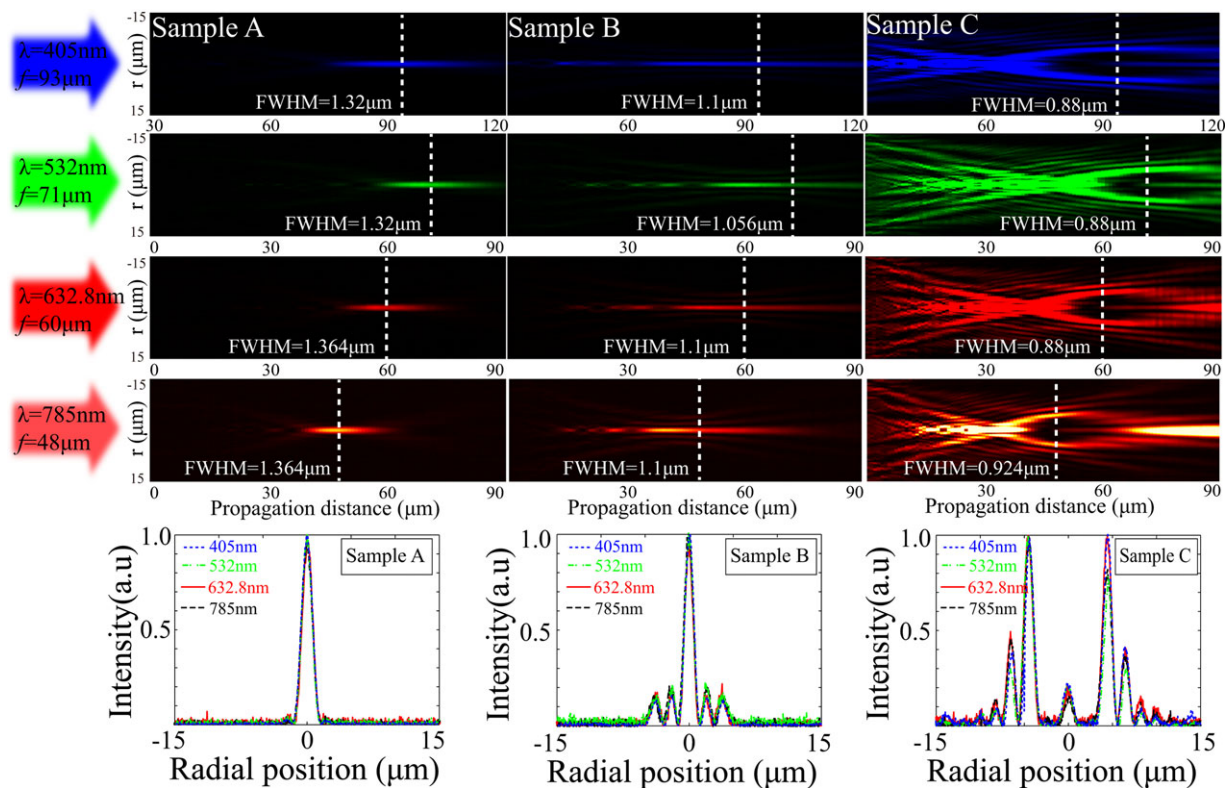 Sample A
Sample B
Sample C
λ=405nm
f=93μm
r (μm)
-15
15
FWHM=1.32μm
FWHM=1.1μm
FWHM=0.88μm
30 60 90 120
30 60 90 120
30 60 90 120
λ=532nm
f=71μm
r (μm)
-15
15
FWHM=1.32μm
FWHM=1.056μm
FWHM=0.88μm
0 30 60 90
30 60 90
30 60 90
λ=632.8nm
f=60μm
r (μm)
-15
15
FWHM=1.364μm
FWHM=1.1μm
FWHM=0.88μm
0 30 60 90
30 60 90
30 60 90
λ=785nm
f=48μm
r (μm)
-15
15
FWHM=1.364μm
FWHM=1.1μm
FWHM=0.924μm
0 30 60 90
30 60 90
30 60 90
Propagation distance (μm)
Propagation distance (μm)
Propagation distance (μm)
Intensity(a.u)
1.0
0.5
405nm
532nm
632.8nm
785nm
Sample A
-15 0 15
Radial position (μm)
Intensity(a.u)
1.0
0.5
405nm
532nm
632.8nm
785nm
Sample B
-15 0 15
Radial position (μm)
Intensity(a.u)
1.0
0.5
405nm
532nm
632.8nm
785nm
Sample C
-15 0 15
Radial position (μm)